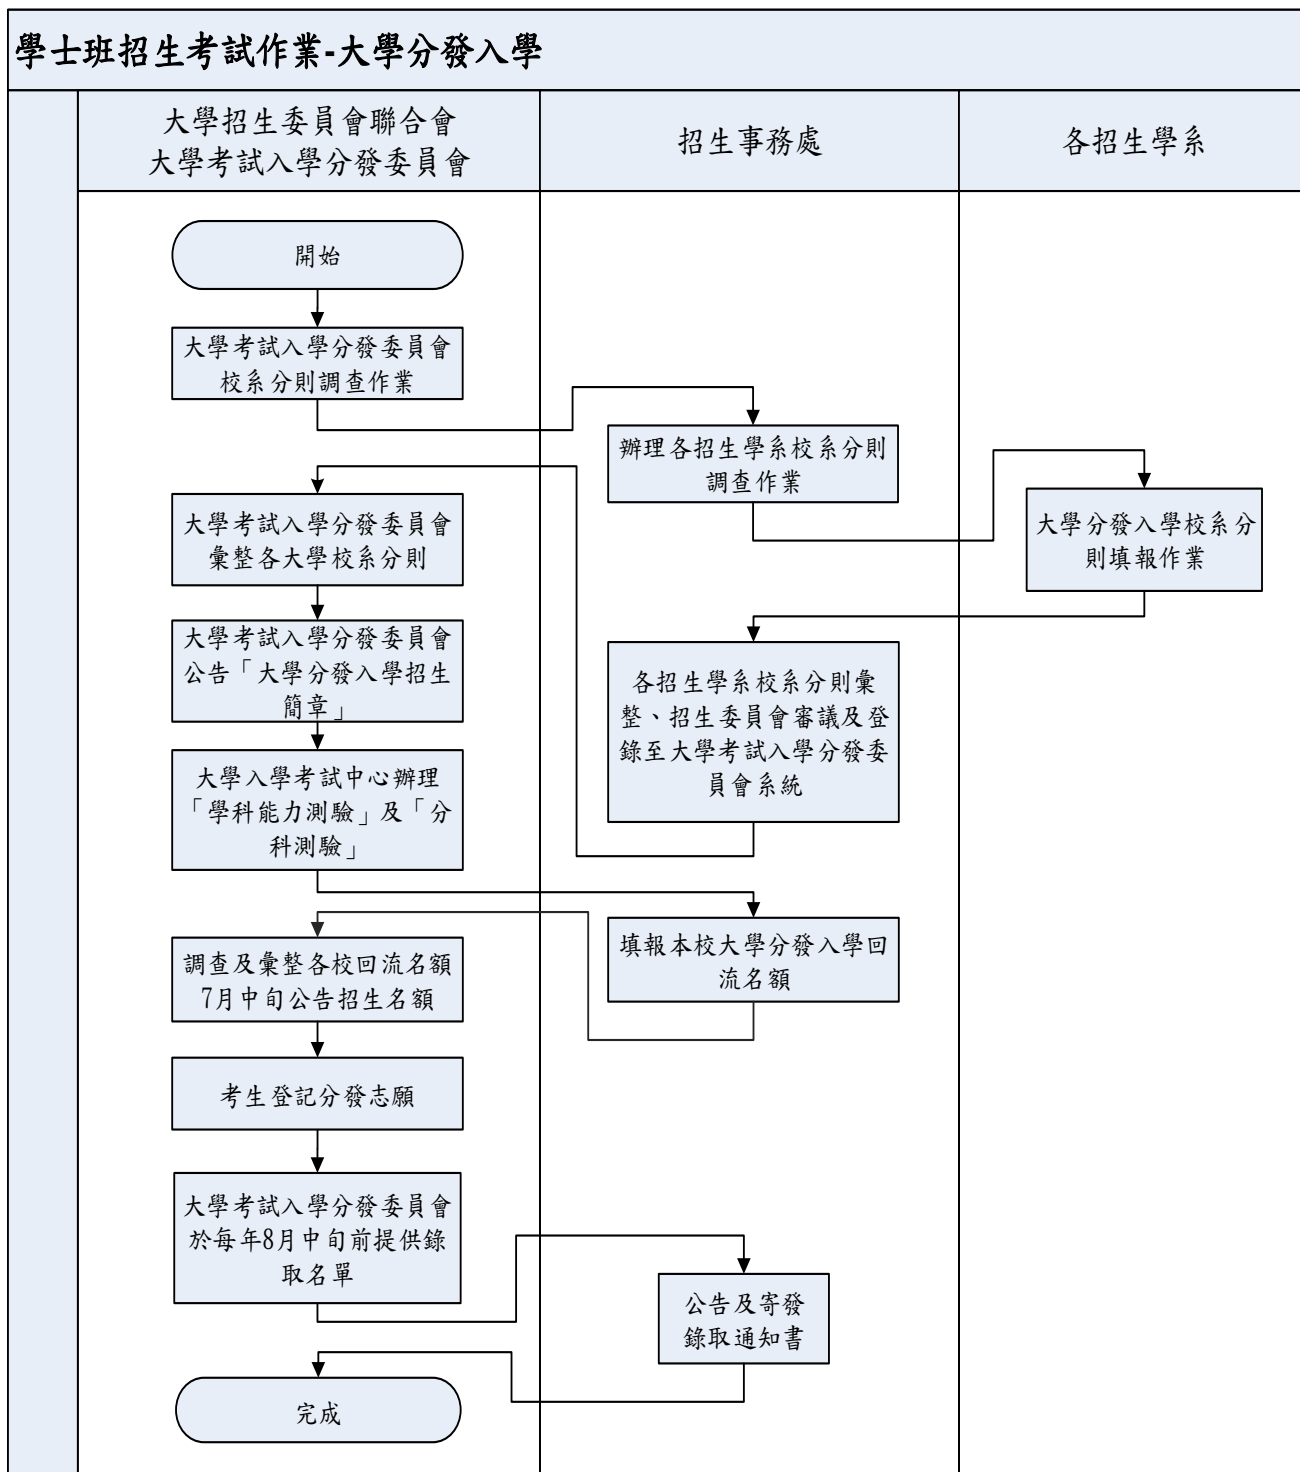 學士班招生考試作業-大學分發入學
大學招生委員會聯合會
大學考試入學分發委員會
招生事務處
各招生學系
開始
大學考試入學分發委員會
校系分則調查作業
辦理各招生學系校系分則
調查作業
大學分發入學校系分
則填報作業
各招生學系校系分則彙
整、招生委員會審議及登
錄至大學考試入學分發委
員會系統
大學考試入學分發委員會
彙整各大學校系分則
大學考試入學分發委員會
公告「大學分發入學招生
簡章」
大學入學考試中心辦理
「學科能力測驗」及「分
科測驗」
填報本校大學分發入學回
流名額
調查及彙整各校回流名額
7月中旬公告招生名額
考生登記分發志願
大學考試入學分發委員會
於每年8月中旬前提供錄
取名單
公告及寄發
錄取通知書
完成